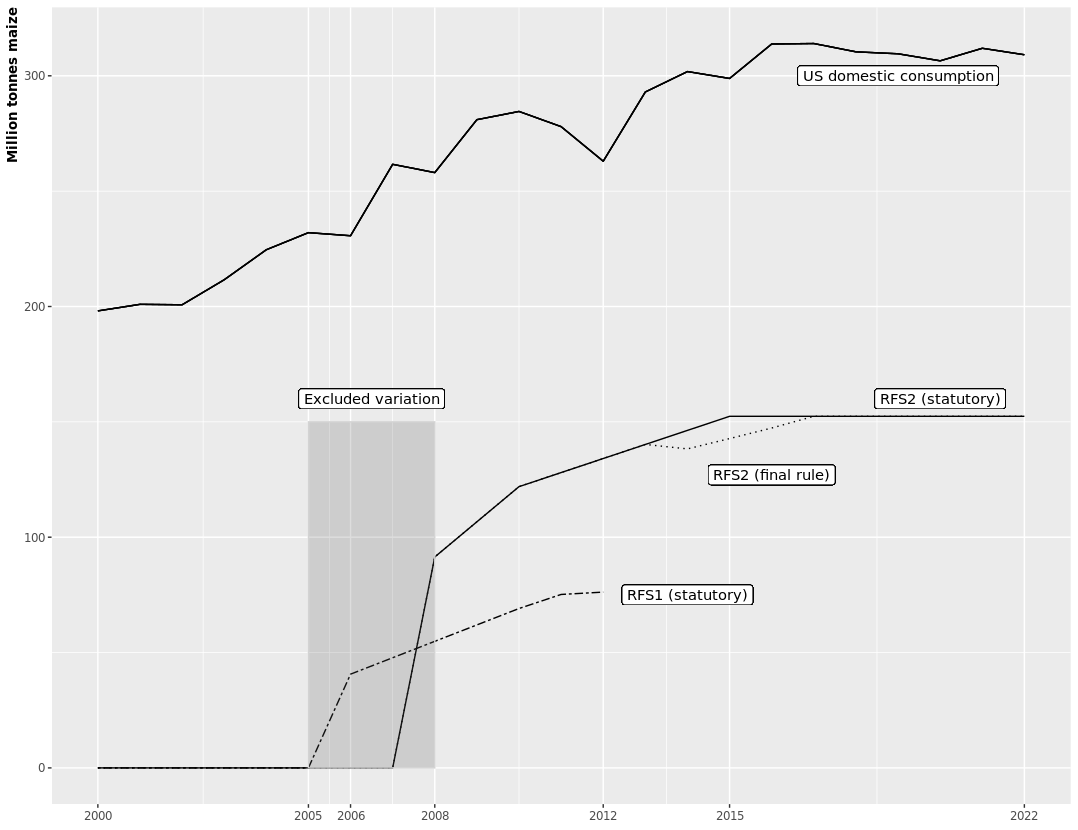 Million tonnes maize
300
200
100
0
US domestic consumption
Excluded variation
RFS2 (statutory)
RFS2 (final rule)
RFS1 (statutory)
2000 2005 2006 2008 2012 2015 2022